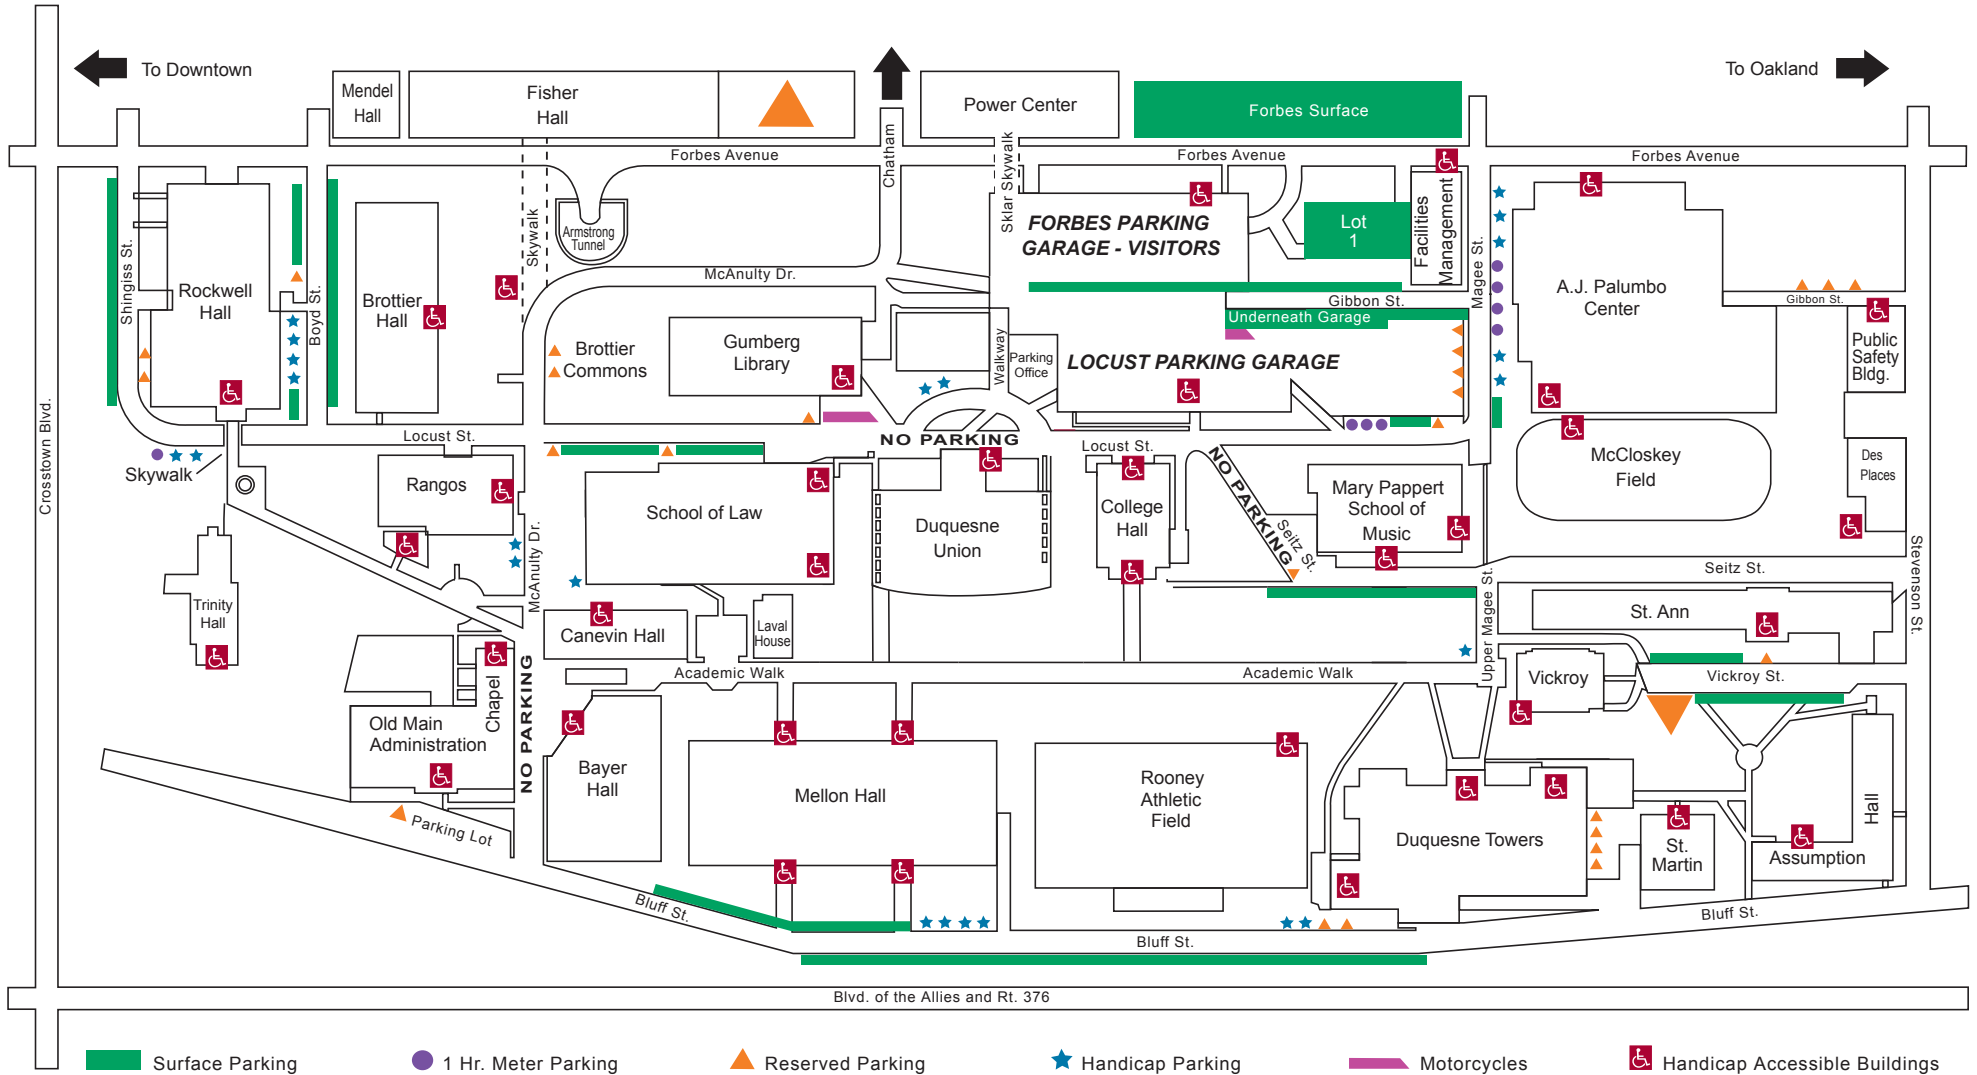 To Downtown
To Oakland
Mendel
Hall
Fisher
Hall
Power Center
Forbes Surface
Forbes Avenue
Forbes Avenue
Forbes Avenue
Chatham
Sklar Skywalk
Skywalk
Armstrong
Tunnel
FORBES PARKING
GARAGE - VISITORS
Lot
1
Facilities
Management
Magee St.
Shingiss St.
Rockwell
Hall
Boyd St.
Brottier
Hall
McAnulty Dr.
A.J. Palumbo
Center
Gibbon St.
Gibbon St.
Underneath Garage
Brottier
Commons
Gumberg
Library
Walkway
Parking
Office
LOCUST PARKING GARAGE
Public
Safety
Bldg.
Crosstown Blvd.
Locust St.
NO PARKING
Locust St.
Skywalk
Rangos
School of Law
Duquesne
Union
College
Hall
NO PARKING
Seitz St.
Mary Pappert
School of
Music
McCloskey
Field
Des
Places
McAnulty Dr.
Stevenson St.
Seitz St.
Trinity
Hall
Canevin Hall
Laval
House
Upper Magee St.
St. Ann
Academic Walk
Academic Walk
Vickroy
Vickroy St.
Chapel
NO PARKING
Old Main
Administration
Bayer
Hall
Mellon Hall
Rooney
Athletic
Field
Duquesne Towers
St.
Martin
Hall
Assumption
Parking Lot
Bluff St.
Bluff St.
Bluff St.
Blvd. of the Allies and Rt. 376
Surface Parking
1 Hr. Meter Parking
Reserved Parking
Handicap Parking
Motorcycles
Handicap Accessible Buildings